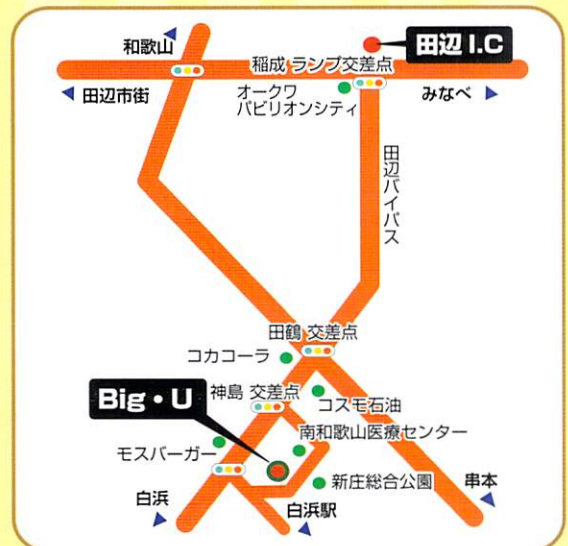 和歌山
田辺 I.C
稲成 ランプ交差点
田辺市街
オークワ
パビリオンシティ
みなべ
田辺バイパス
田鶴 交差点
コカコーラ
神島 交差点
コスモ石油
Big・U
南和歌山医療センター
モスバーガー
新庄総合公園
串本
白浜
白浜駅